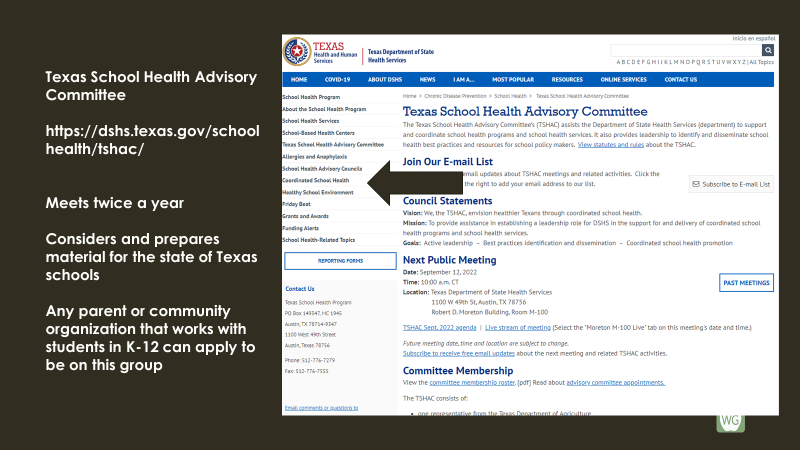 Texas School Health Advisory
Committee
https://dshs.texas.gov/school
health/tshac/
Meets twice a year
Considers and prepares
material for the state of Texas
schools
Any parent or community
organization that works with
students in K-12 can apply to
be on this group
Inicio en español
TEXAS
Health and Human
Services
Texas Department of State
Health Services
A B C D E F G H I J K L M N O P Q R S T U V W X Y Z | All Topics
HOME COVID-19 ABOUT DSHS NEWS I AM A... MOST POPULAR RESOURCES ONLINE SERVICES CONTACT US
School Health Program
About the School Health Program
School Health Services
School-Based Health Centers
Texas School Health Advisory Committee
Allergies and Anaphylaxis
School Health Advisory Councils
Coordinated School Health
Healthy School Environment
Friday Beat
Grants and Awards
Funding Alerts
School Health-Related Topics
REPORTING FORMS
Contact Us
Texas School Health Program
PO Box 149347, MC 1945
Austin, TX 78714-9347
1100 West 49th Street
Austin, Texas 78756
Phone: 512-776-7279
Fax: 512-776-7555
Email comments or questions to
Home > Chronic Disease Prevention > School Health > Texas School Health Advisory Committee
Texas School Health Advisory Committee
The Texas School Health Advisory Committee's (TSHAC) assists the Department of State Health Services (department) to support
and coordinate school health programs and school health services. It also provides leadership to identify and disseminate school
health best practices and resources for school policy makers. View statutes and rules about the TSHAC.
Join Our E-mail List
email updates about TSHAC meetings and related activities. Click the
the right to add your email address to our list.
Subscribe to E-mail List
Council Statements
Vision: We, the TSHAC, envision healthier Texans through coordinated school health.
Mission: To provide assistance in establishing a leadership role for DSHS in the support for and delivery of coordinated school
health programs and school health services.
Goals: Active leadership – Best practices identification and dissemination – Coordinated school health promotion
Next Public Meeting
Date: September 12, 2022
Time: 10:00 a.m. CT
Location: Texas Department of State Health Services
1100 W 49th St, Austin, TX 78756
Robert D. Moreton Building, Room M-100
PAST MEETINGS
TSHAC Sept. 2022 agenda | Live stream of meeting (Select the "Moreton M-100 Live" tab on this meeting's date and time.)
Future meeting date, time and location are subject to change.
Subscribe to receive free email updates about the next meeting and related TSHAC activities.
Committee Membership
View the committee membership roster. [pdf] Read about advisory committee appointments.
The TSHAC consists of:
• one representative from the Texas Department of Agriculture
WG